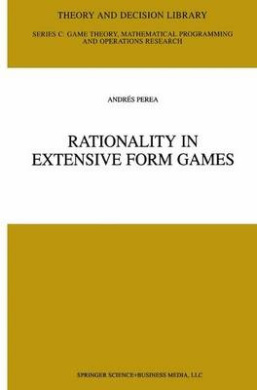 THEORY AND DECISION LIBRARY
SERIES C: GAME THEORY, MATHEMATICAL PROGRAMMING
AND OPERATIONS RESEARCH
ANDRÉS PEREA
RATIONALITY IN
EXTENSIVE FORM GAMES
SPRINGER SCIENCE+BUSINESS MEDIA, LLC